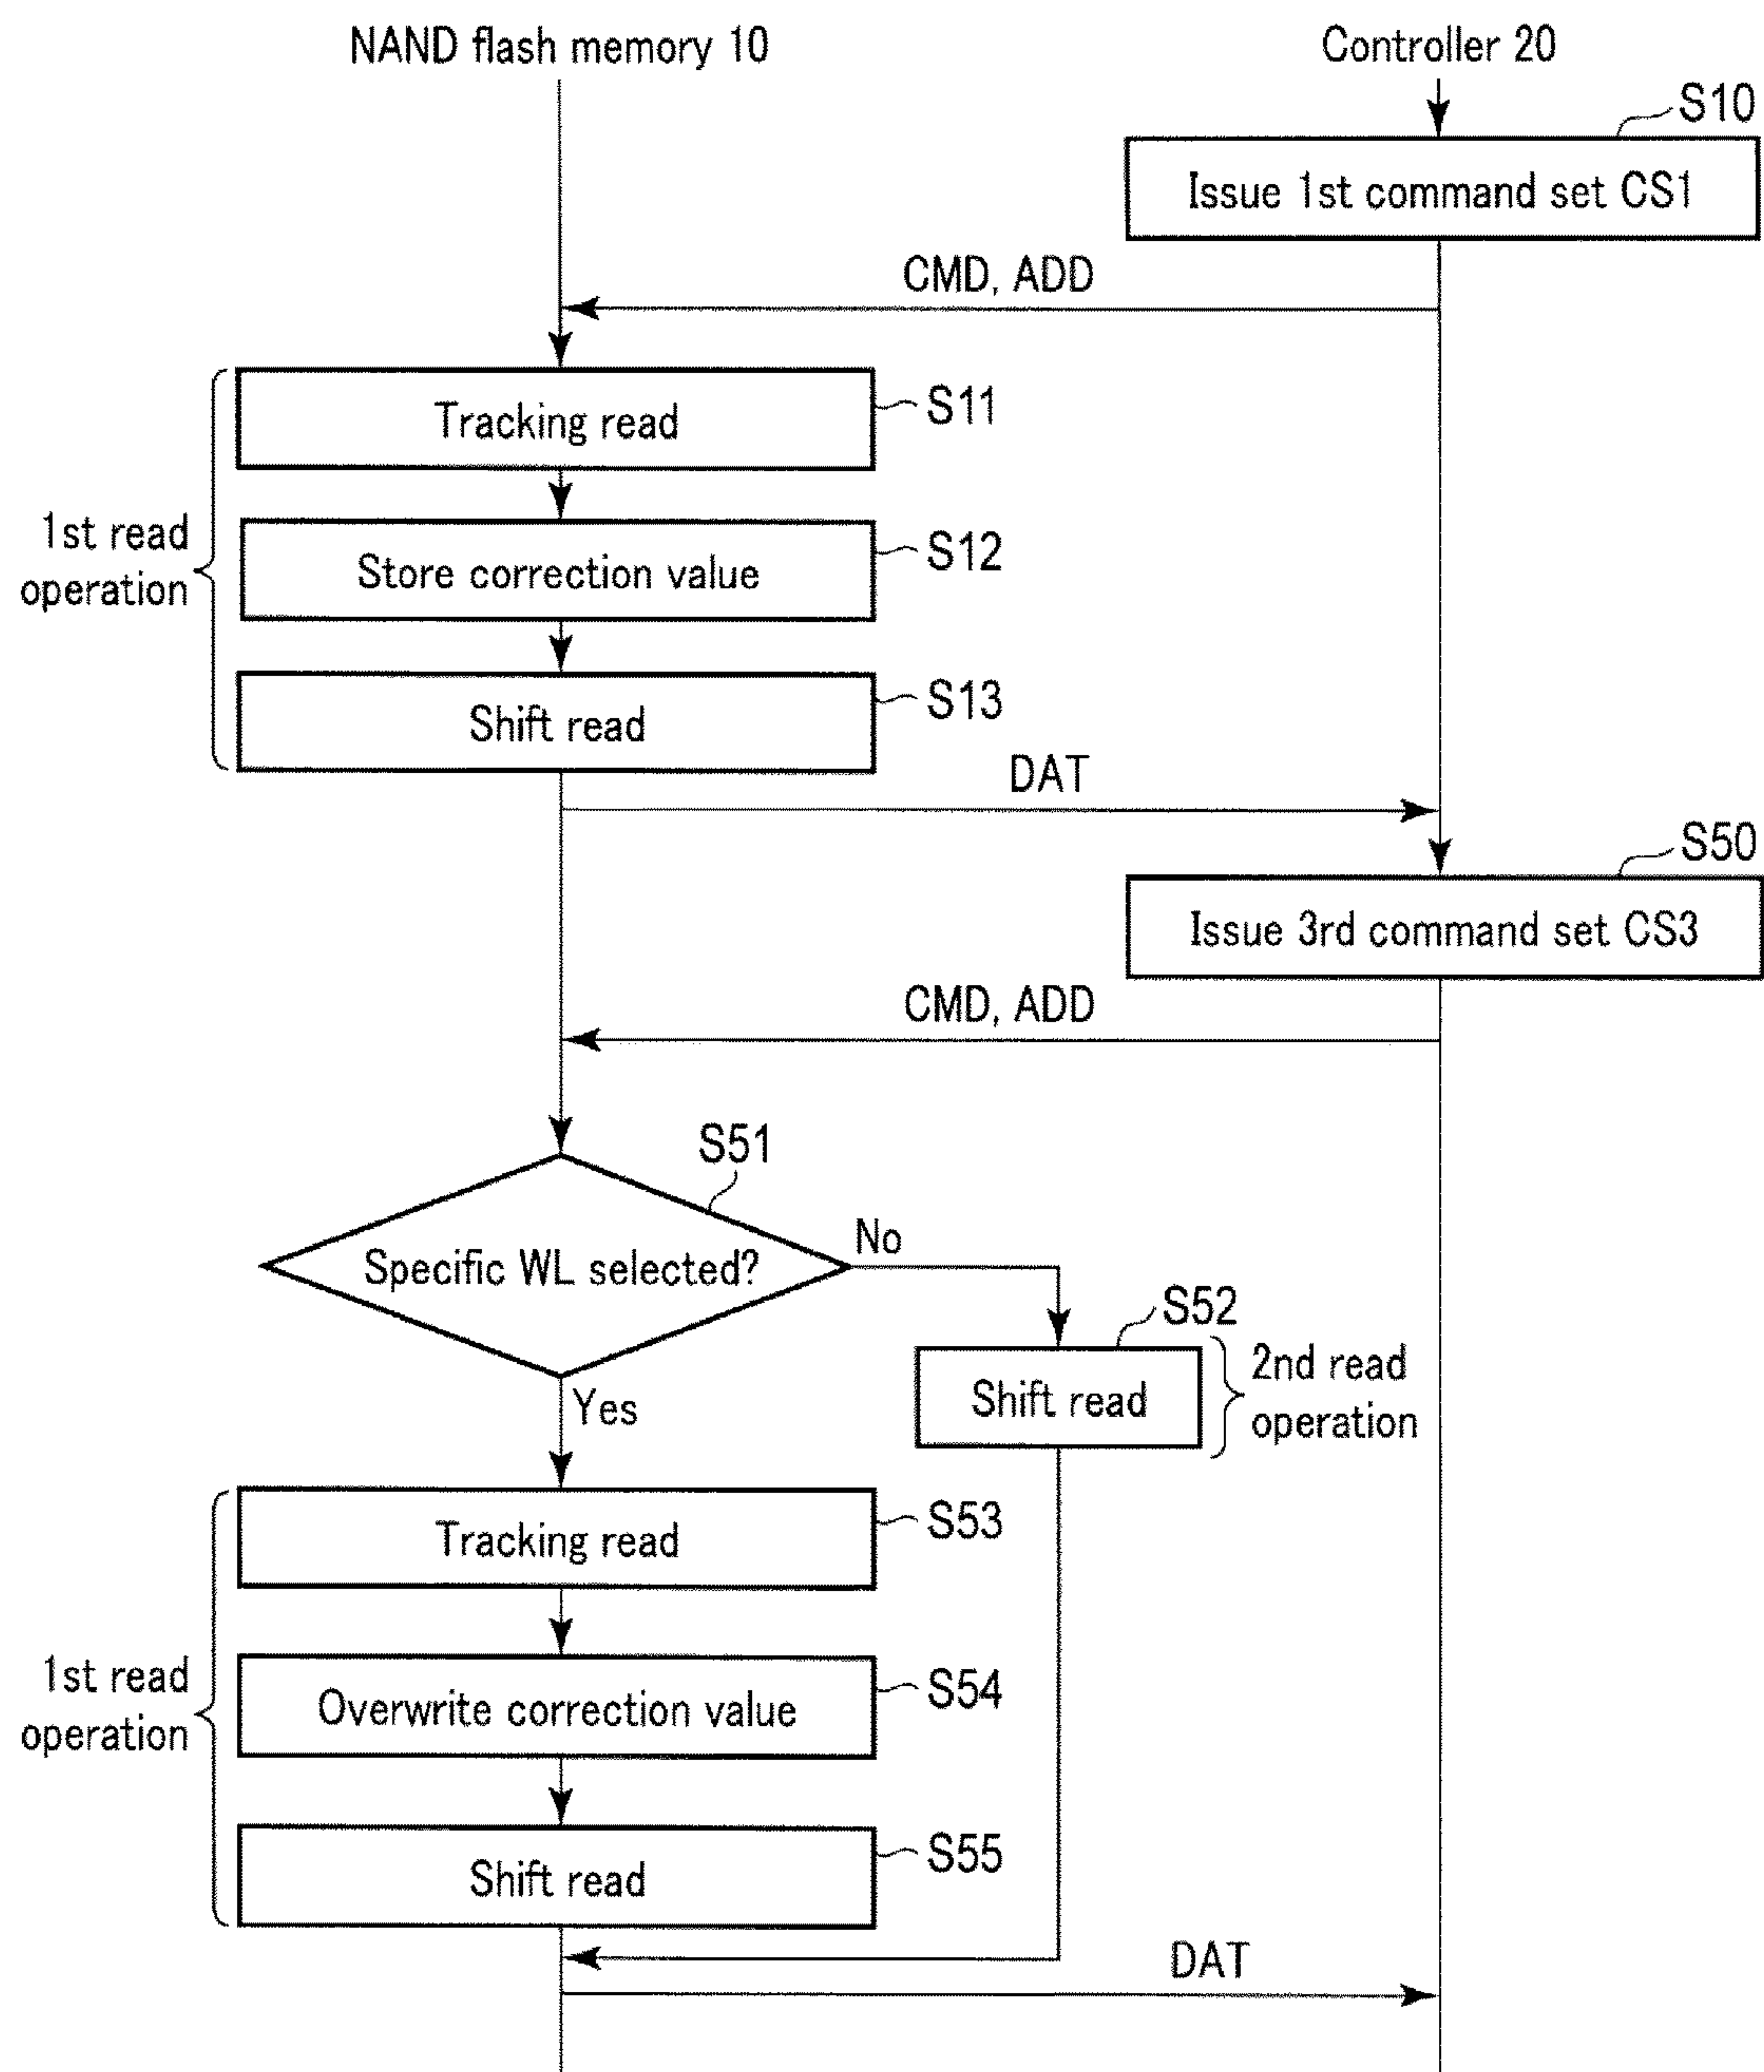 NAND flash memory 10
Controller 20
S10
Issue 1st command set CS1
CMD, ADD
Tracking read
S11
1st read
operation
Store correction value
S12
Shift read
S13
DAT
S50
Issue 3rd command set CS3
CMD, ADD
S51
Specific WL selected?
No
S52
Shift read
2nd read
operation
Yes
Tracking read
S53
1st read
operation
Overwrite correction value
S54
Shift read
S55
DAT